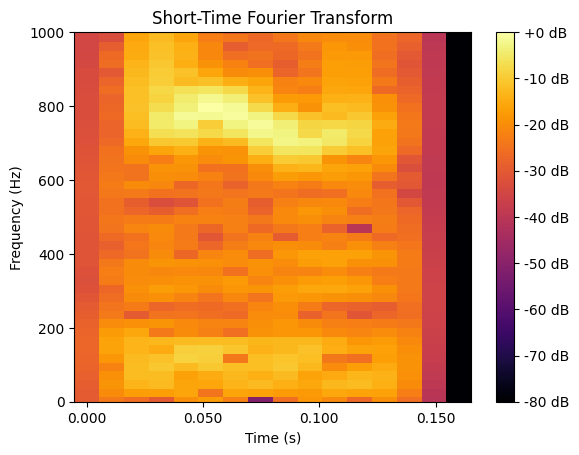 Short-Time Fourier Transform
1000
800
600
400
200
0
Frequency (Hz)
0.000
0.050
0.100
0.150
Time (s)
+0 dB
-10 dB
-20 dB
-30 dB
-40 dB
-50 dB
-60 dB
-70 dB
-80 dB